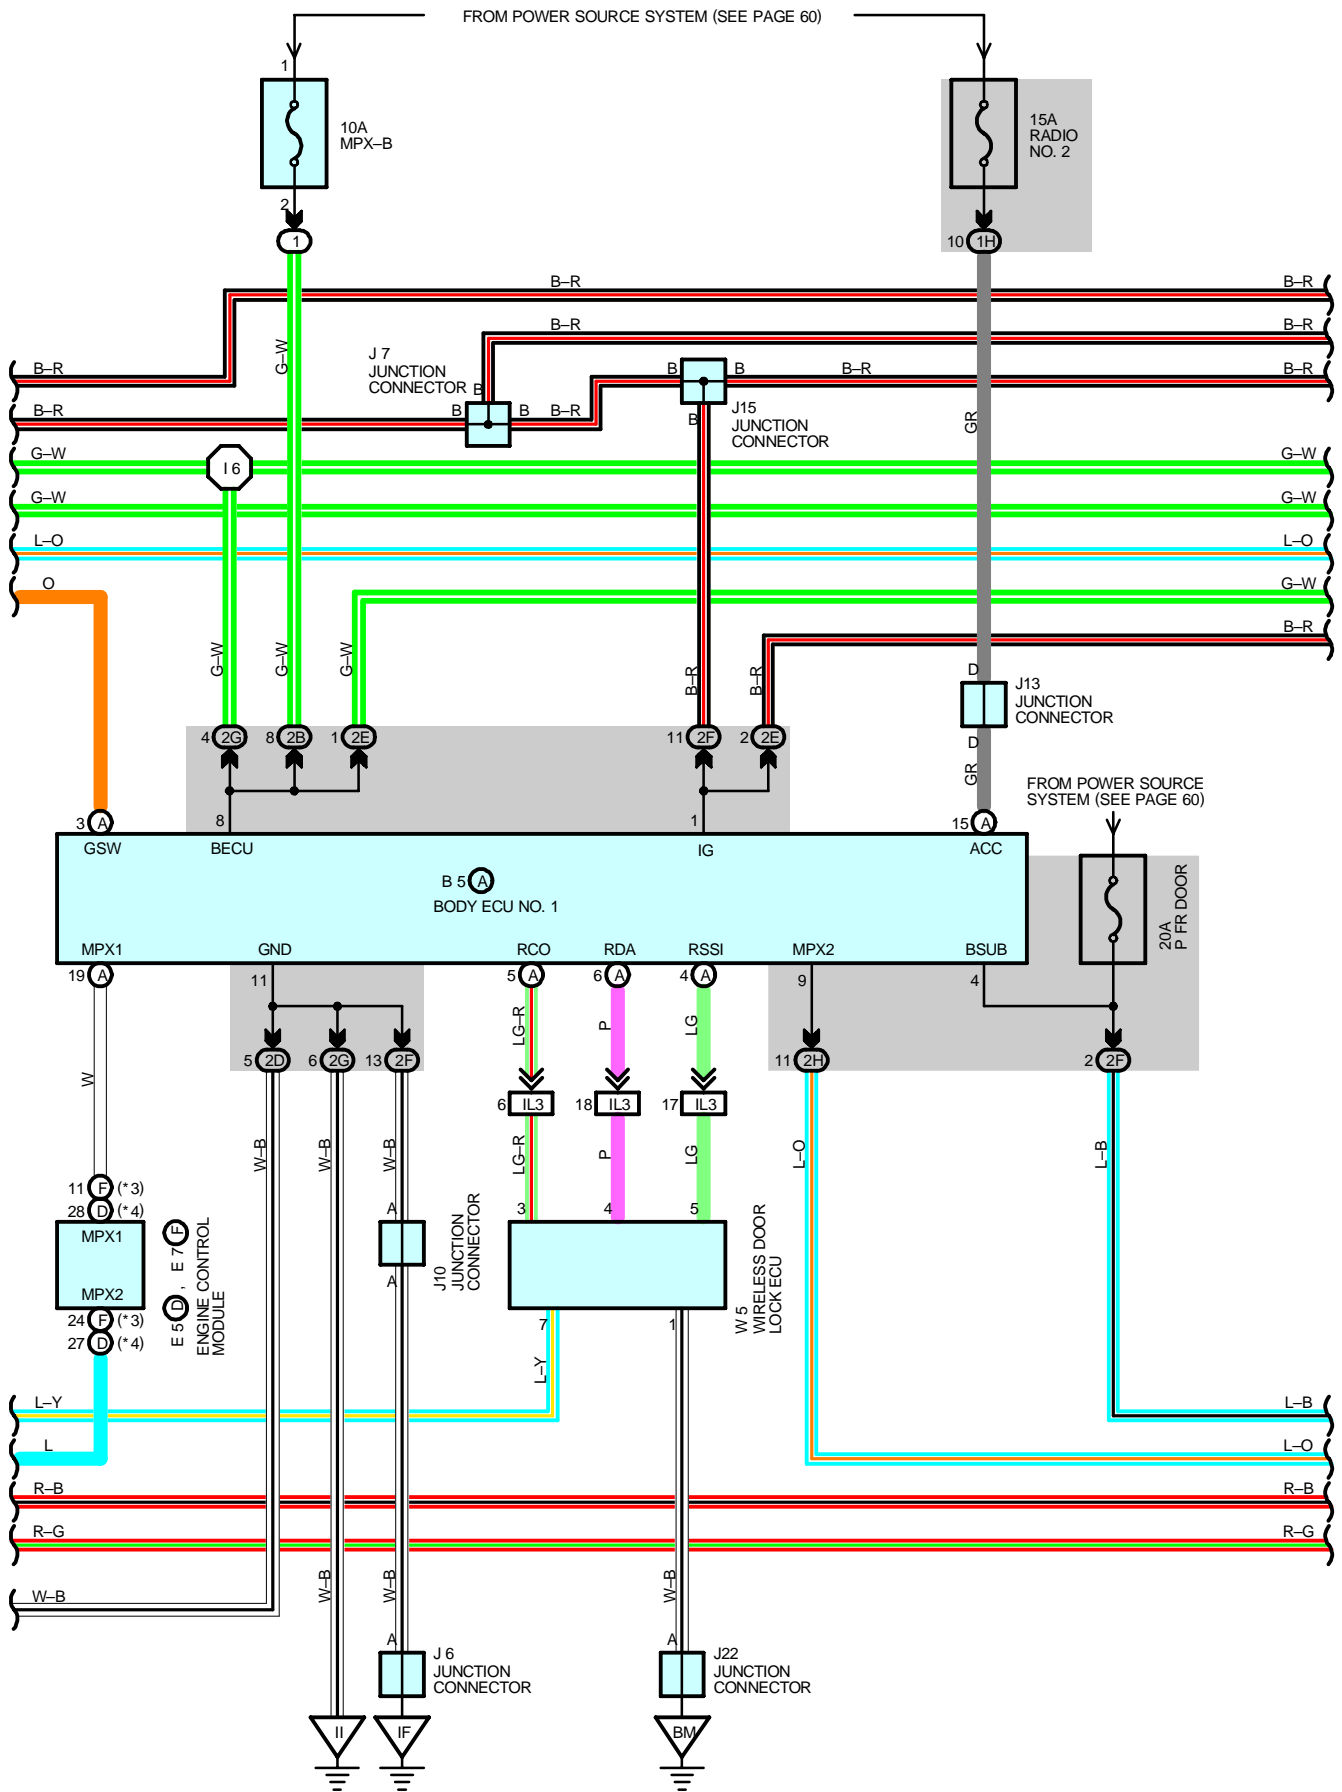 FROM POWER SOURCE SYSTEM (SEE PAGE 60)
1
10A
MPX–B
15A
RADIO
NO. 2
2
1
10 1H
B–R B–R
B–R B–R
G–W
J 7
JUNCTION
CONNECTOR
B–R
B
B B
B–R
B B
B–R
B–R
B–R
B
J15
JUNCTION
CONNECTOR
GR
G–W
I 6
G–W
G–W G–W
L–O L–O
O
G–W
B–R
G–W
G–W
G–W
B–R
B–R
D
J13
JUNCTION
CONNECTOR
D
GR
4 2G
8 2B
1 2E
11 2F
2 2E
FROM POWER SOURCE
SYSTEM (SEE PAGE 60)
3 A
8
1
15 A
GSW BECU IG ACC
B 5 A
BODY ECU NO. 1
20A
P FR DOOR
MPX1 GND RCO RDA RSSI MPX2 BSUB
19 A
11
5 A
6 A
4 A
9
4
LG–R
P
LG
W
5 2D
6 2G
13 2F
11 2H
2 2F
6 IL3
18 IL3
17 IL3
W–B
W–B
W–B
LG–R
P
LG
L–O
L–B
11 F (*3)
28 D (*4)
MPX1
MPX2
24 F (*3)
27 D (*4)
E 5 D , E 7 F
ENGINE CONTROL
MODULE
A
A
J10
JUNCTION
CONNECTOR
3 4 5
W 5
WIRELESS DOOR
LOCK ECU
7 1
L–Y
L–Y L–B
L L–O
R–B R–B
R–G R–G
W–B
W–B
W–B
W–B
A
J 6
JUNCTION
CONNECTOR
A
J22
JUNCTION
CONNECTOR
II
IF
BM